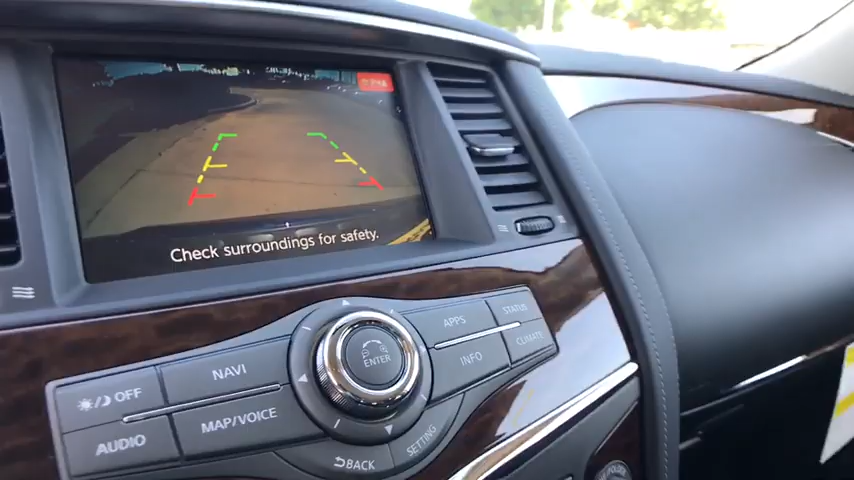 Check surroundings for safety.
APPS
STATUS
INFO
CLIMATE
NAVI
OFF
AUDIO
MAP/VOICE
ENTER
BACK
SETTING